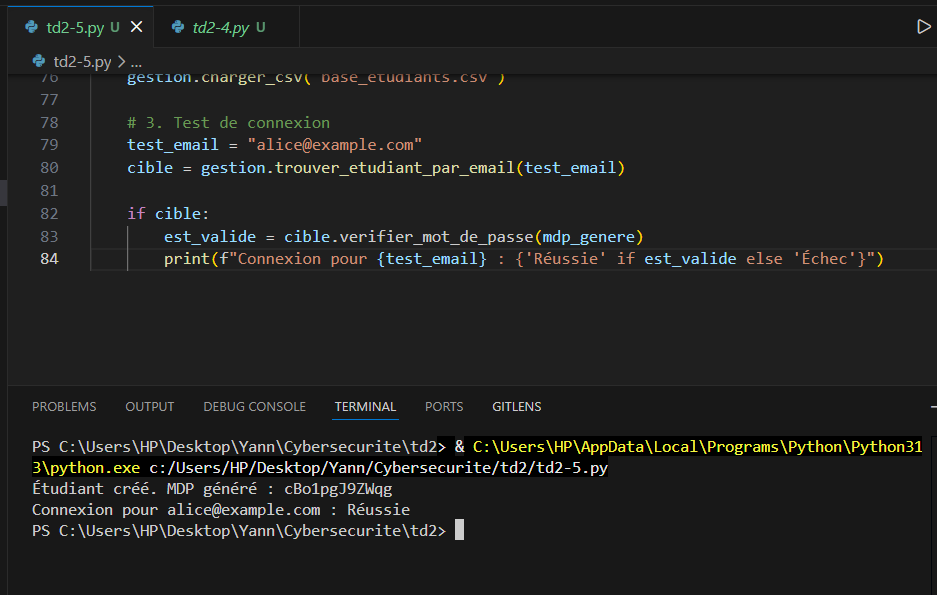 td2-5.py U
td2-4.py U
td2-5.py > ...
76 gestion.charger_csv("base_etudiants.csv")
77
78 # 3. Test de connexion
79 test_email = "alice@example.com"
80 cible = gestion.trouver_etudiant_par_email(test_email)
81
82 if cible:
83 est_valide = cible.verifier_mot_de_passe(mdp_genere)
84 print(f"Connexion pour {test_email} : {'Réussie' if est_valide else 'Échec'}")
PROBLEMS OUTPUT DEBUG CONSOLE TERMINAL PORTS GITLENS
PS C:\Users\HP\Desktop\Yann\Cybersecurite\td2> & C:\Users\HP\AppData\Local\Programs\Python\Python31
3\python.exe c:/Users/HP/Desktop/Yann/Cybersecurite/td2/td2-5.py
Étudiant créé. MDP généré : cBo1pgJ9ZWqg
Connexion pour alice@example.com : Réussie
PS C:\Users\HP\Desktop\Yann\Cybersecurite\td2>